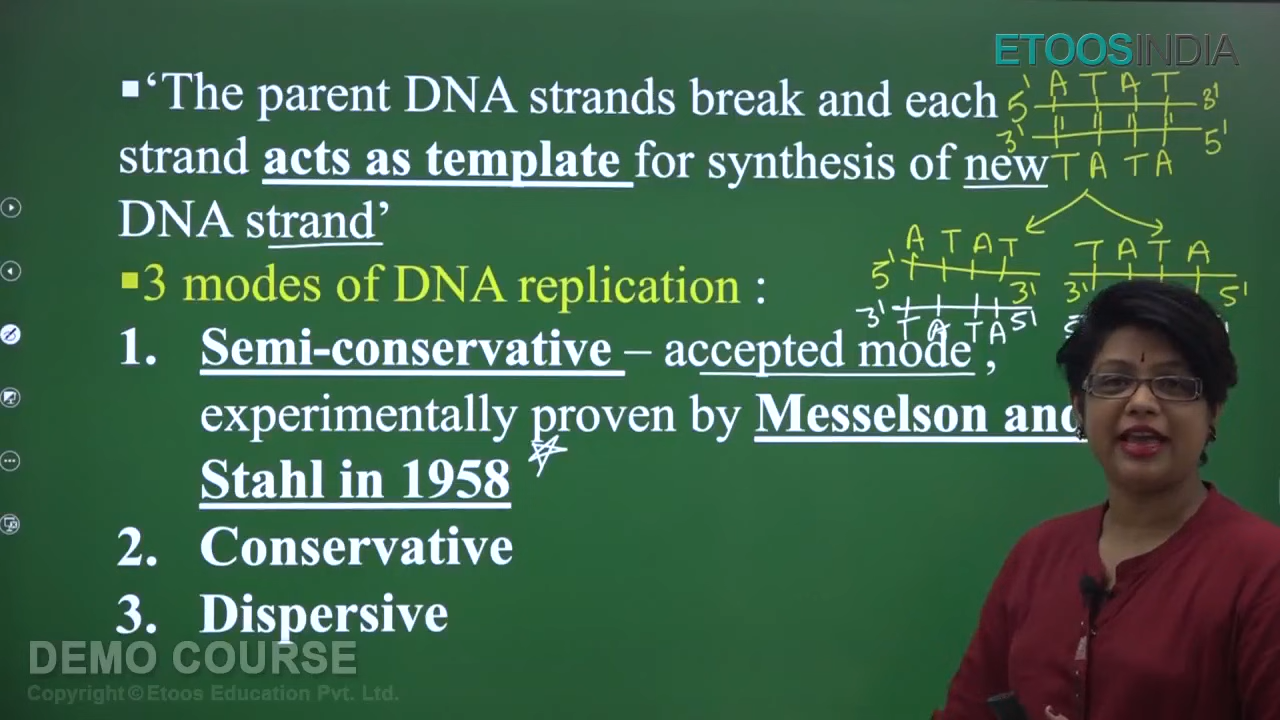 ETOOSINDIA
▪‘The parent DNA strands break and each
strand acts as template for synthesis of new
DNA strand’
5' A T A T 3'
3' T A T A 5'
A T A T
5' 3'
3' T A T A 5'
T A T A
3' 5'
▪3 modes of DNA replication :
1. Semi-conservative – accepted mode ,
experimentally proven by Messelson and
Stahl in 1958
2. Conservative
3. Dispersive
DEMO COURSE
Copyright © Etoos Education Pvt. Ltd.